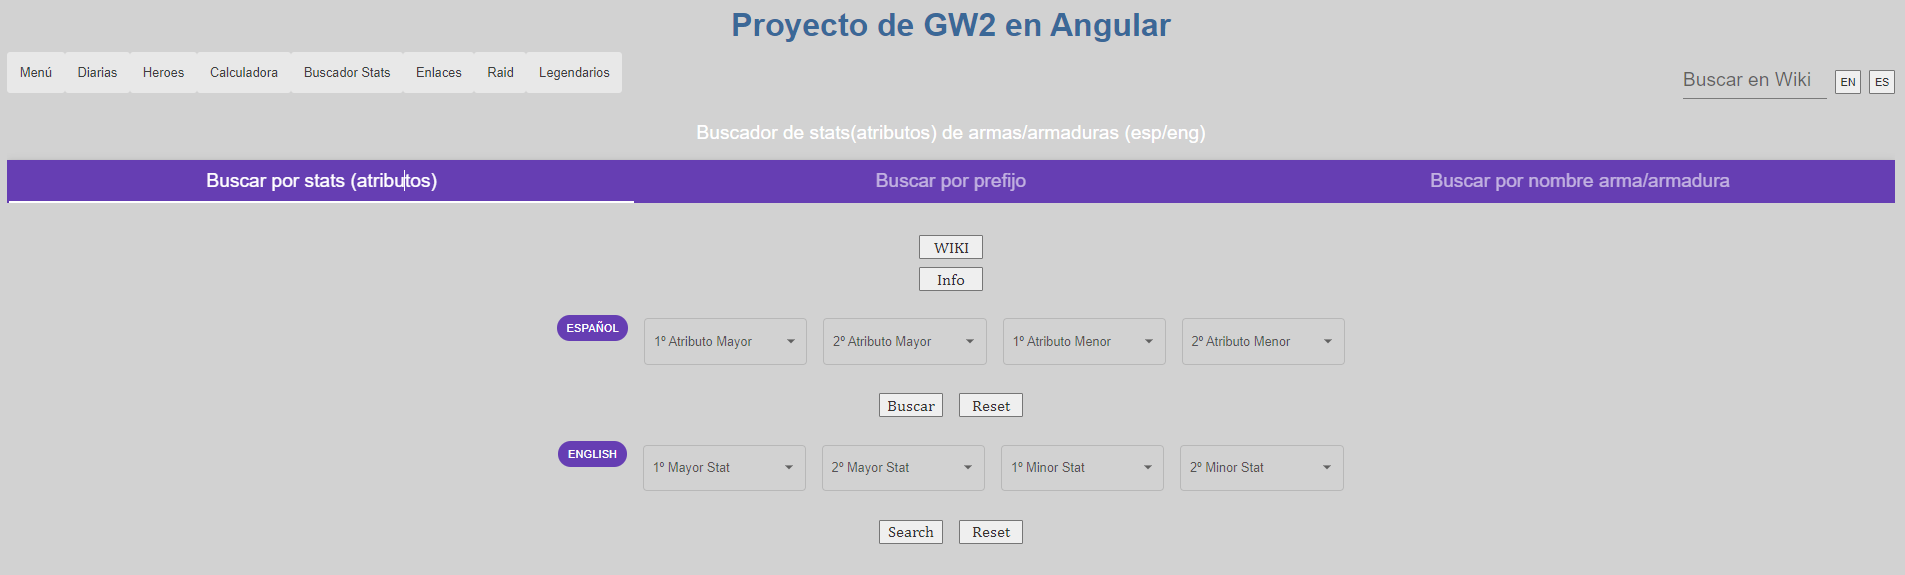 Proyecto de GW2 en Angular
Menú Diarias Heroes Calculadora Buscador Stats Enlaces Raid Legendarios
Buscar en Wiki EN ES
Buscador de stats(atributos) de armas/armaduras (esp/eng)
Buscar por stats (atributos) Buscar por prefijo Buscar por nombre arma/armadura
WIKI
Info
ESPAÑOL 1º Atributo Mayor 2º Atributo Mayor 1º Atributo Menor 2º Atributo Menor
Buscar Reset
ENGLISH 1º Mayor Stat 2º Mayor Stat 1º Minor Stat 2º Minor Stat
Search Reset